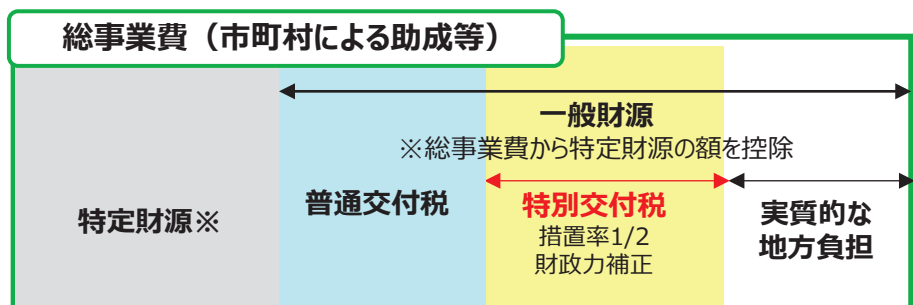 総事業費（市町村による助成等）
一般財源
※総事業費から特定財源の額を控除
特定財源※
普通交付税
特別交付税
措置率1/2
財政力補正
実質的な
地方負担